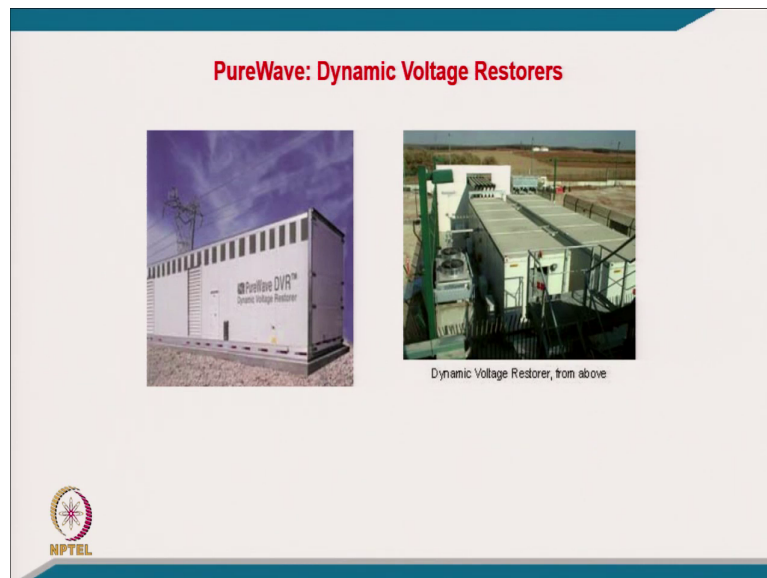 PureWave: Dynamic Voltage Restorers
PureWave DVR™
Dynamic Voltage Restorer
Dynamic Voltage Restorer, from above
NPTEL